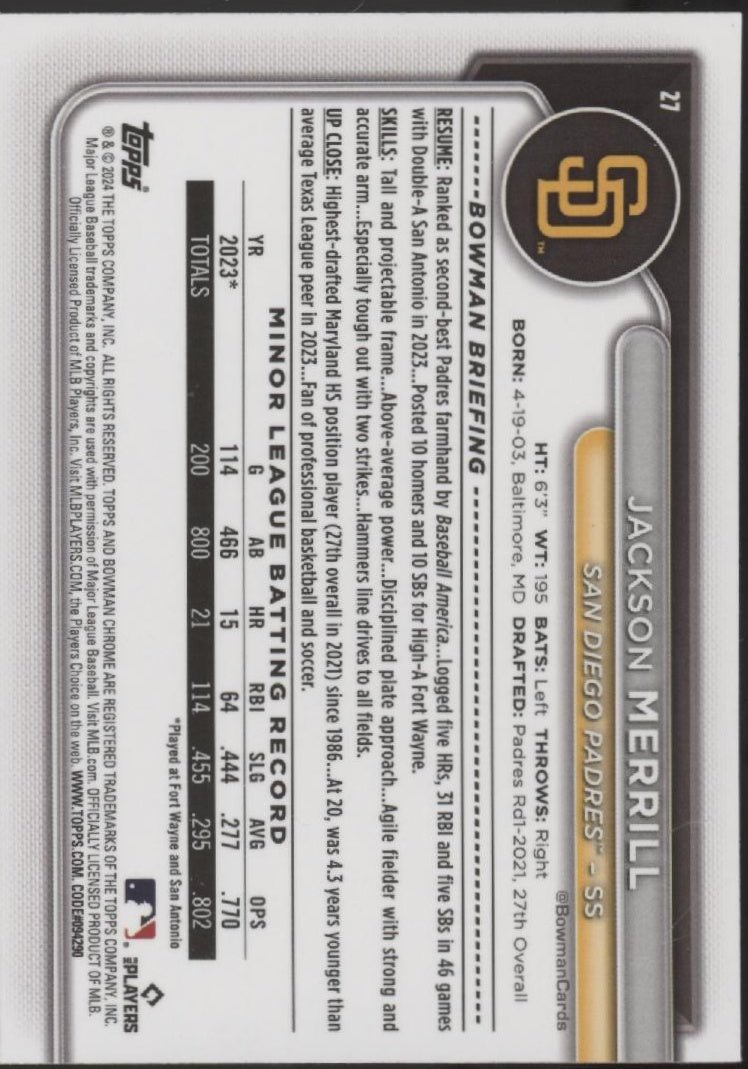 27
SD™
JACKSON MERRILL
SAN DIEGO PADRES™ – SS
@BowmanCards
HT: 6'3" WT: 195 BATS: Left THROWS: Right
BORN: 4-19-03, Baltimore, MD DRAFTED: Padres Rd1-2021, 27th Overall
BOWMAN BRIEFING
RESUME: Ranked as second-best Padres farmhand by Baseball America...Logged five HRs, 31 RBI and five SBs in 46 games
with Double-A San Antonio in 2023...Posted 10 homers and 10 SBs for High-A Fort Wayne.
SKILLS: Tall and projectable frame...Above-average power...Disciplined plate approach...Agile fielder with strong and
accurate arm...Especially tough out with two strikes...Hammers line drives to all fields.
UP CLOSE: Highest-drafted Maryland HS position player (27th overall in 2021) since 1986...At 20, was 4.3 years younger than
average Texas League peer in 2023...Fan of professional basketball and soccer.
MINOR LEAGUE BATTING RECORD
YR G AB HR RBI SLG AVG OPS
2023* 114 466 15 64 .444 .277 .770
TOTALS 200 800 21 114 .455 .295 .802
*Played at Fort Wayne and San Antonio
topps®
MLB PLAYERS
® & © 2024 THE TOPPS COMPANY, INC. ALL RIGHTS RESERVED. TOPPS AND BOWMAN CHROME ARE REGISTERED TRADEMARKS OF THE TOPPS COMPANY, INC.
Major League Baseball trademarks and copyrights are used with permission of Major League Baseball. Visit MLB.com. OFFICIALLY LICENSED PRODUCT OF MLB.
Officially Licensed Product of MLB Players, Inc. Visit MLBPLAYERS.COM, the Players Choice on the web. WWW.TOPPS.COM. CODE#094290